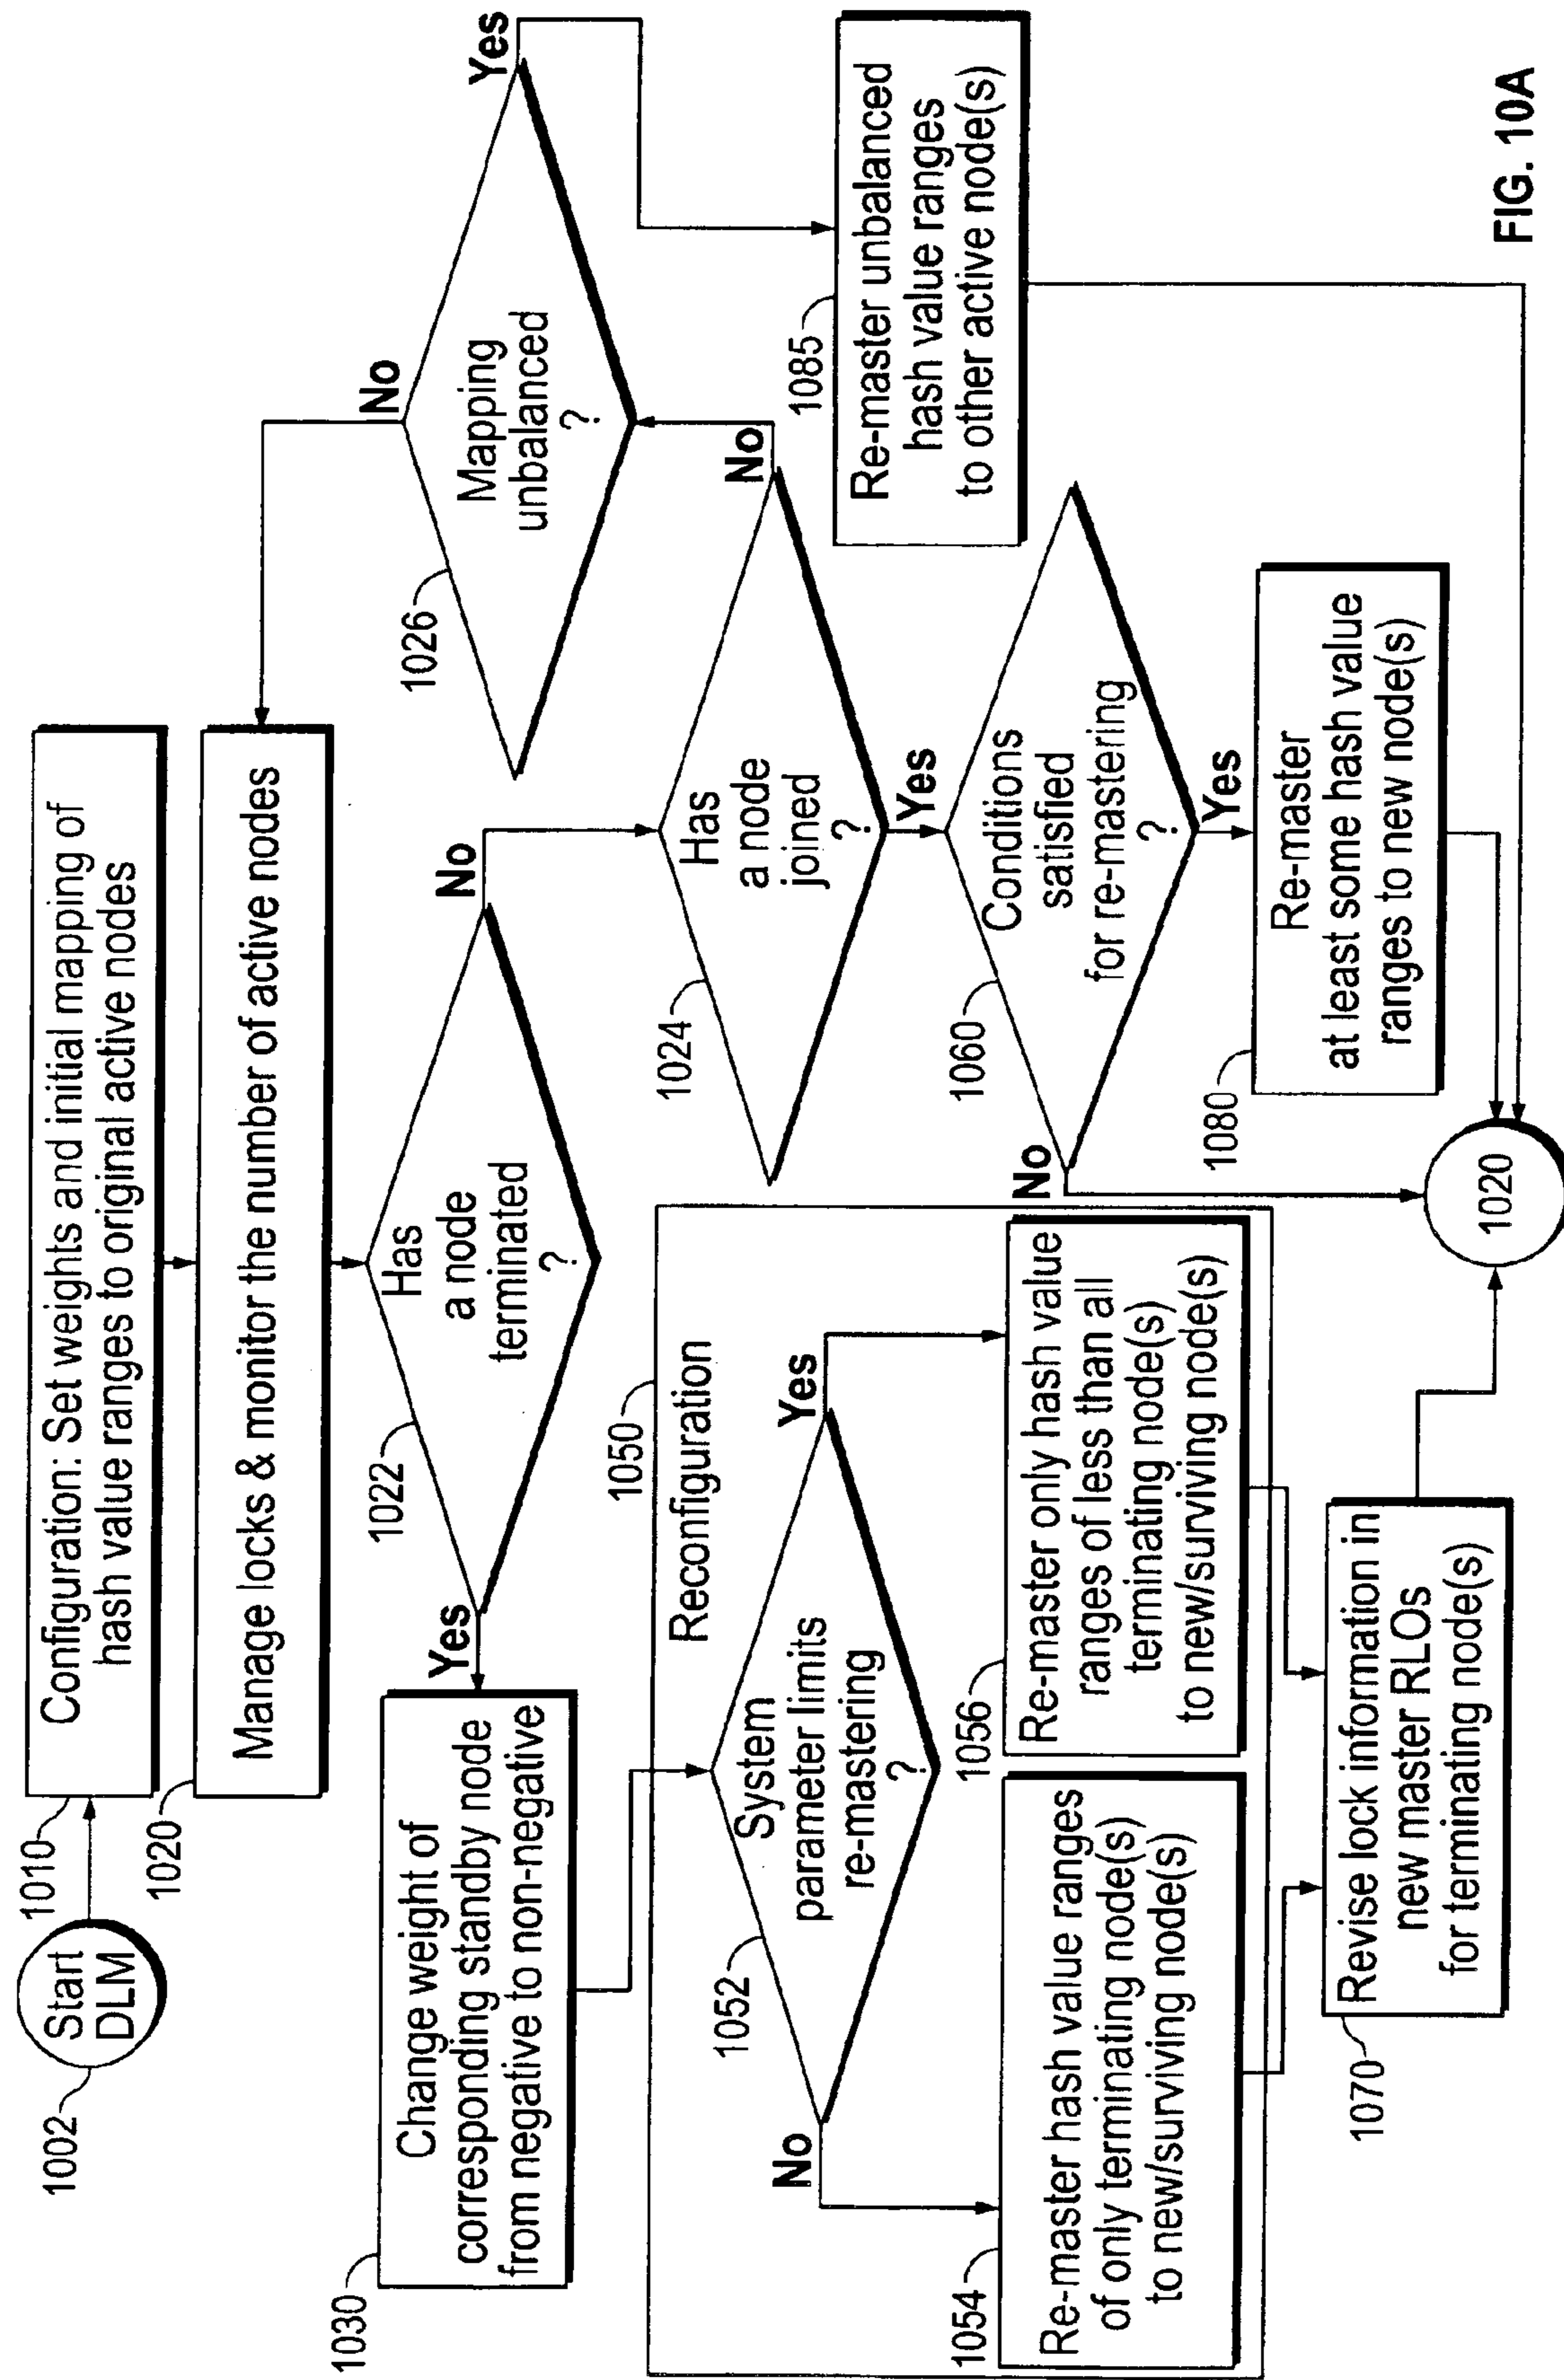 1002
Start
DLM
1010
Configuration: Set weights and initial mapping of
hash value ranges to original active nodes
1020
Manage locks & monitor the number of active nodes
1022
Has
a node
terminated
?
Yes
No
1030
Change weight of
corresponding standby node
from negative to non-negative
1050
Reconfiguration
1052
System
parameter limits
re-mastering
?
No
Yes
1054
Re-master hash value ranges
of only terminating node(s)
to new/surviving node(s)
1056
Re-master only hash value
ranges of less than all
terminating node(s)
to new/surviving node(s)
1070
Revise lock information in
new master RLOs
for terminating node(s)
1024
Has
a node
joined
?
No
Yes
1026
Mapping
unbalanced
?
No
Yes
1060
Conditions
satisfied
for re-mastering
?
No
Yes
1080
Re-master
at least some hash value
ranges to new node(s)
1085
Re-master unbalanced
hash value ranges
to other active node(s)
1020
FIG. 10A